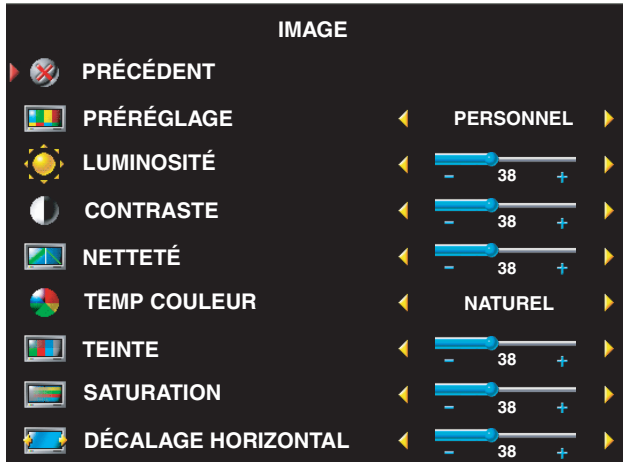 IMAGE
PRÉCÉDENT
PRÉRÉGLAGE PERSONNEL
LUMINOSITÉ - 38 +
CONTRASTE - 38 +
NETTETÉ - 38 +
TEMP COULEUR NATUREL
TEINTE - 38 +
SATURATION - 38 +
DÉCALAGE HORIZONTAL - 38 +